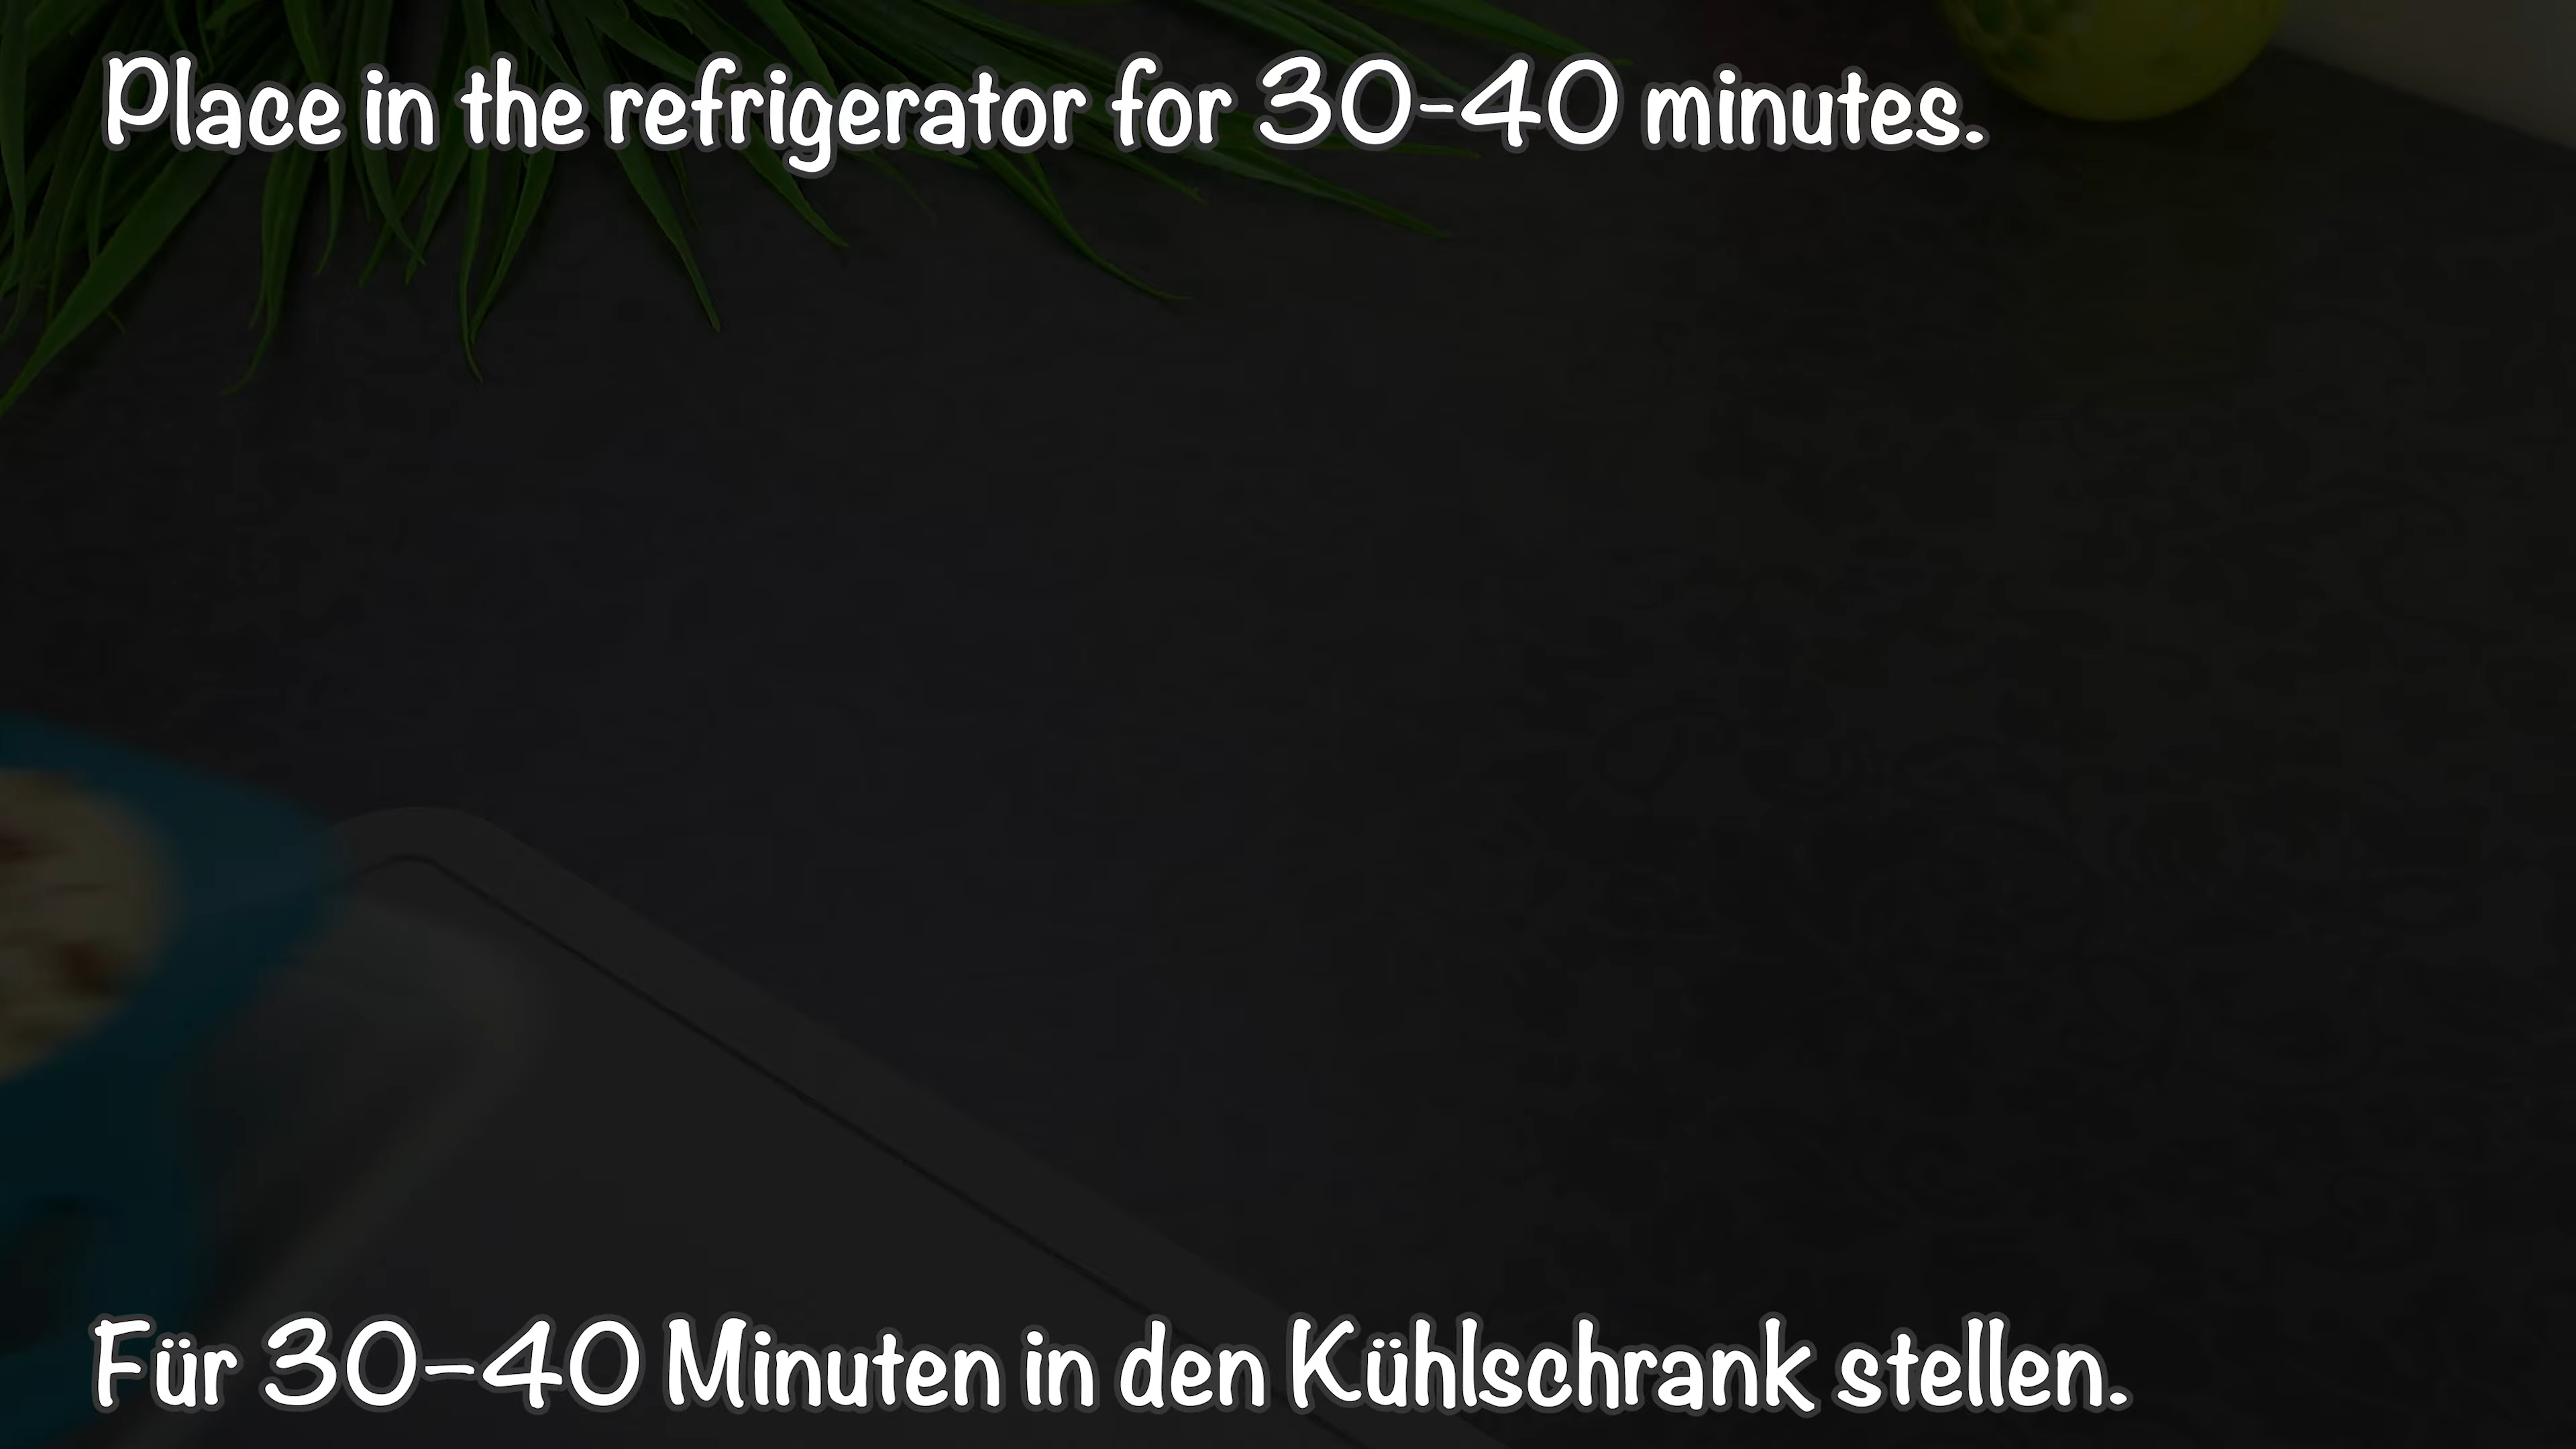 Place in the refrigerator for 30-40 minutes.
Für 30–40 Minuten in den Kühlschrank stellen.